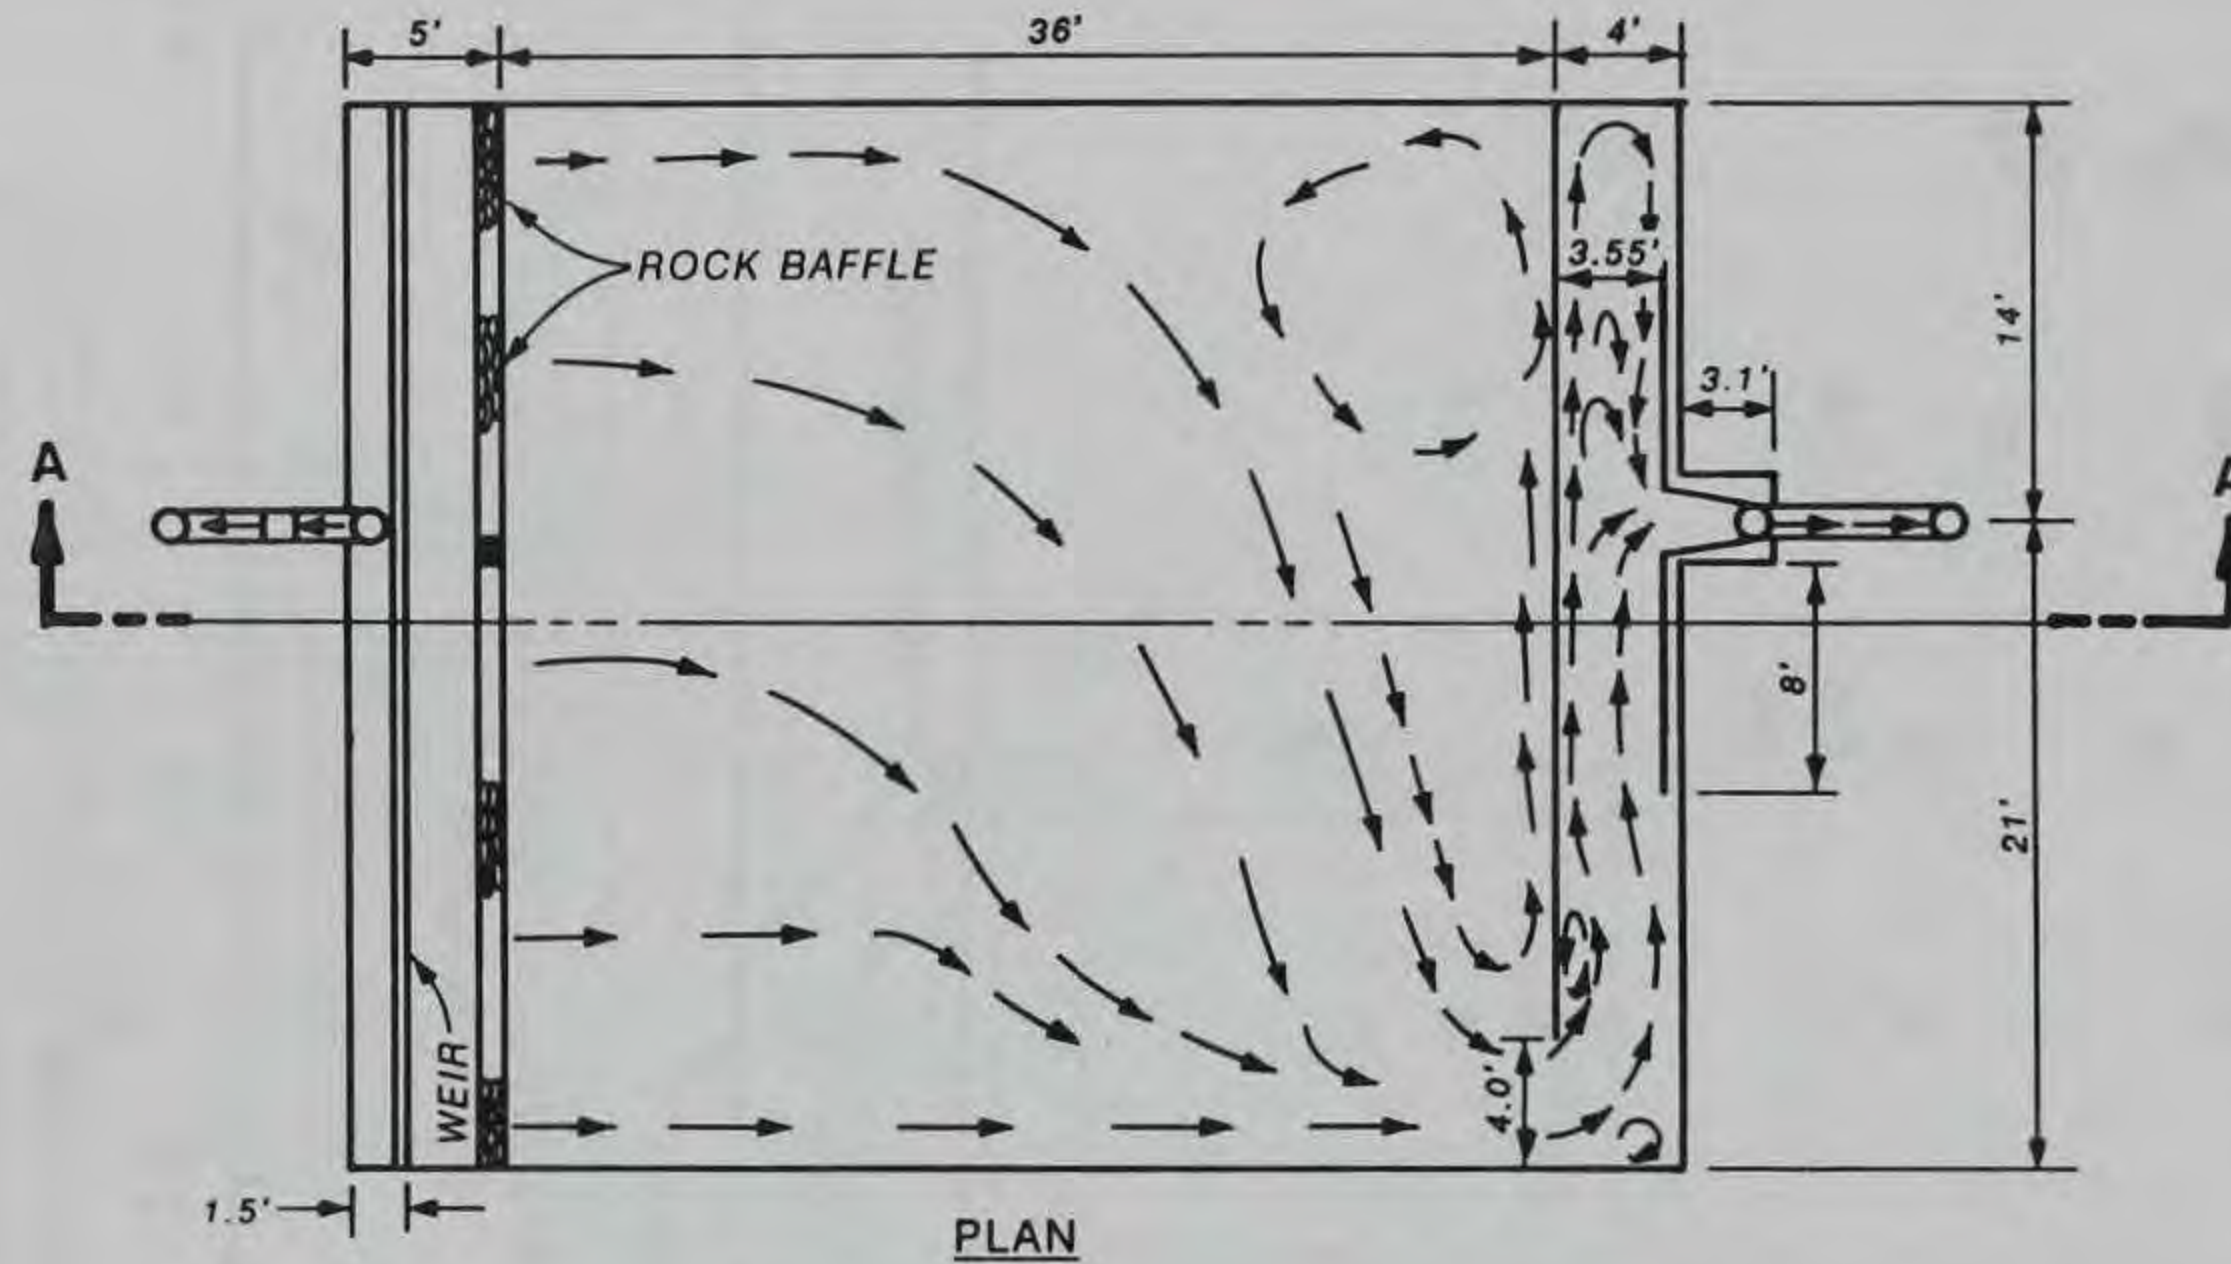 5'
36'
4'
ROCK BAFFLE
3.55'
14'
3.1'
A
A
8'
21'
4.0'
WEIR
1.5'
PLAN